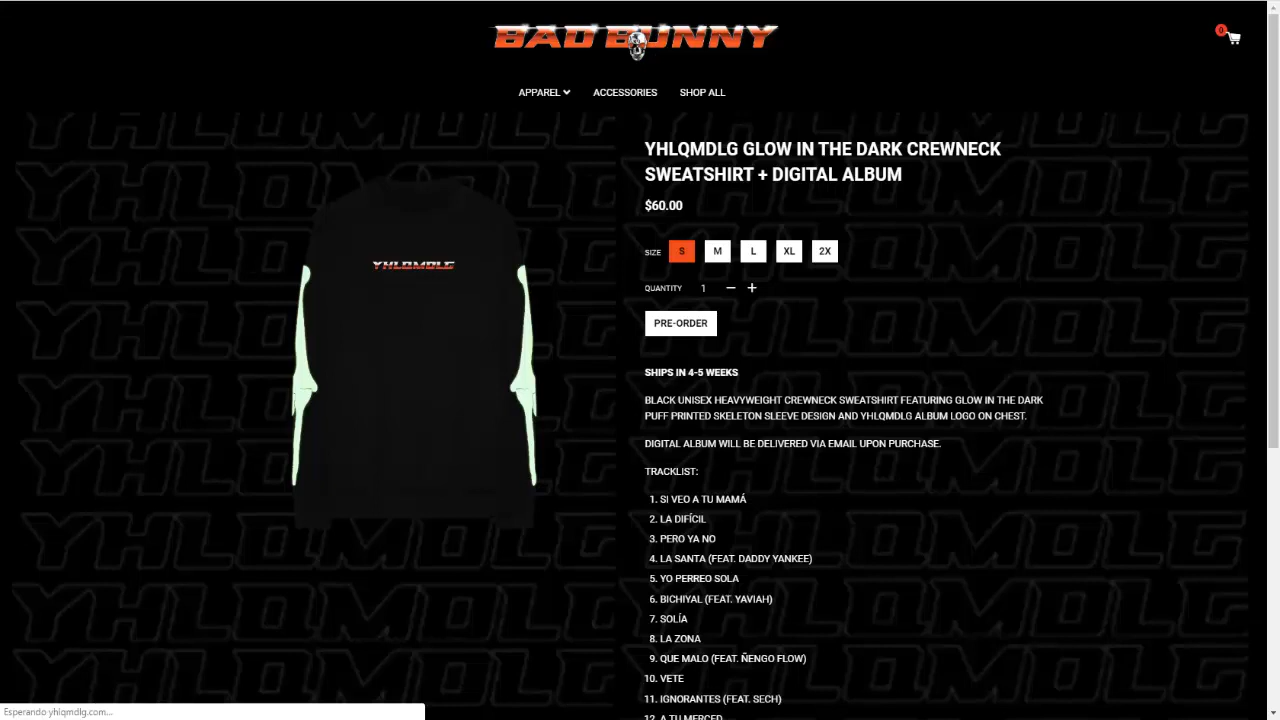 BAD BUNNY
0
APPAREL
ACCESSORIES
SHOP ALL
YHLQMDLG
YHLQMDLG GLOW IN THE DARK CREWNECK
SWEATSHIRT + DIGITAL ALBUM
$60.00
SIZE S M L XL 2X
QUANTITY 1 − +
PRE-ORDER
SHIPS IN 4-5 WEEKS
BLACK UNISEX HEAVYWEIGHT CREWNECK SWEATSHIRT FEATURING GLOW IN THE DARK
PUFF PRINTED SKELETON SLEEVE DESIGN AND YHLQMDLG ALBUM LOGO ON CHEST.
DIGITAL ALBUM WILL BE DELIVERED VIA EMAIL UPON PURCHASE.
TRACKLIST:
1. SI VEO A TU MAMÁ
2. LA DIFÍCIL
3. PERO YA NO
4. LA SANTA (FEAT. DADDY YANKEE)
5. YO PERREO SOLA
6. BICHIYAL (FEAT. YAVIAH)
7. SOLÍA
8. LA ZONA
9. QUE MALO (FEAT. ÑENGO FLOW)
10. VETE
11. IGNORANTES (FEAT. SECH)
12. A TU MERCED
Esperando yhlqmdlg.com...